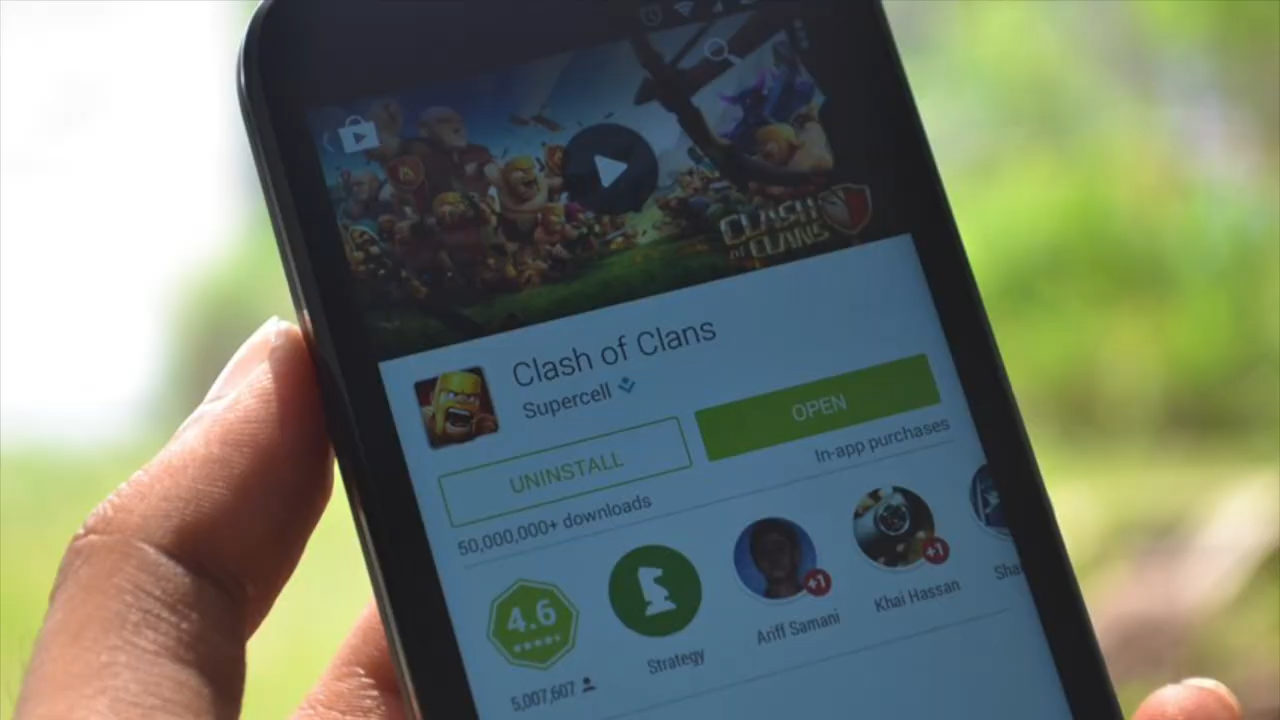 CLASH
of CLANS
Clash of Clans
Supercell
UNINSTALL
OPEN
50,000,000+ downloads
In-app purchases
4.6
5,007,607
Strategy
+1
Ariff Samani
+1
Khai Hassan
Sha